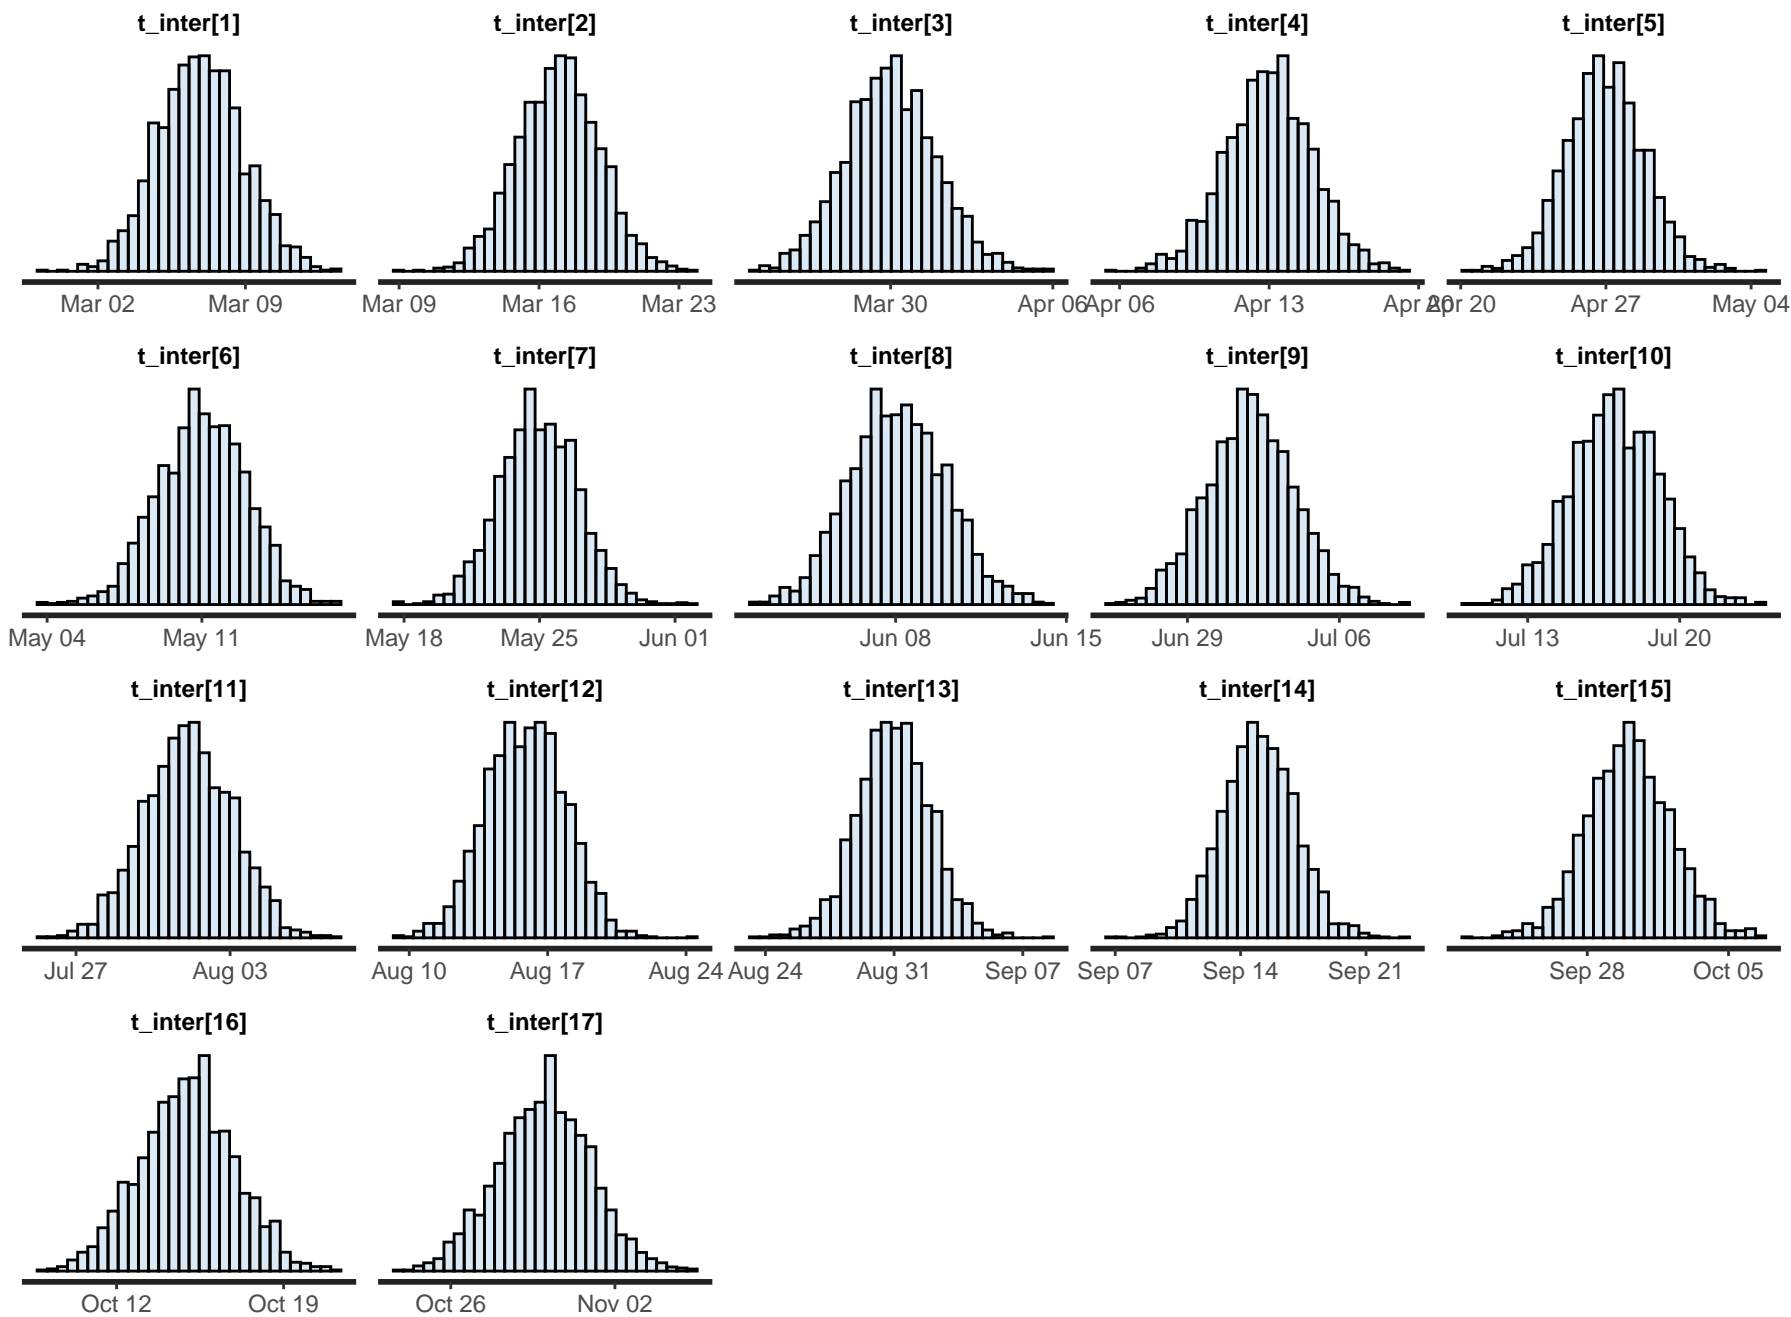 t_inter[1] t_inter[2] t_inter[3] t_inter[4] t_inter[5]
Mar 02 Mar 09 Mar 09 Mar 16 Mar 23 Mar 30 Apr 06 Apr 06 Apr 13 Apr 20 Apr 20 Apr 27 May 04
t_inter[6] t_inter[7] t_inter[8] t_inter[9] t_inter[10]
May 04 May 11 May 18 May 25 Jun 01 Jun 08 Jun 15 Jun 29 Jul 06 Jul 13 Jul 20
t_inter[11] t_inter[12] t_inter[13] t_inter[14] t_inter[15]
Jul 27 Aug 03 Aug 10 Aug 17 Aug 24 Aug 24 Aug 31 Sep 07 Sep 07 Sep 14 Sep 21 Sep 28 Oct 05
t_inter[16] t_inter[17]
Oct 12 Oct 19 Oct 26 Nov 02